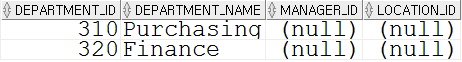 DEPARTMENT_ID DEPARTMENT_NAME MANAGER_ID LOCATION_ID
310 Purchasing (null) (null)
320 Finance (null) (null)